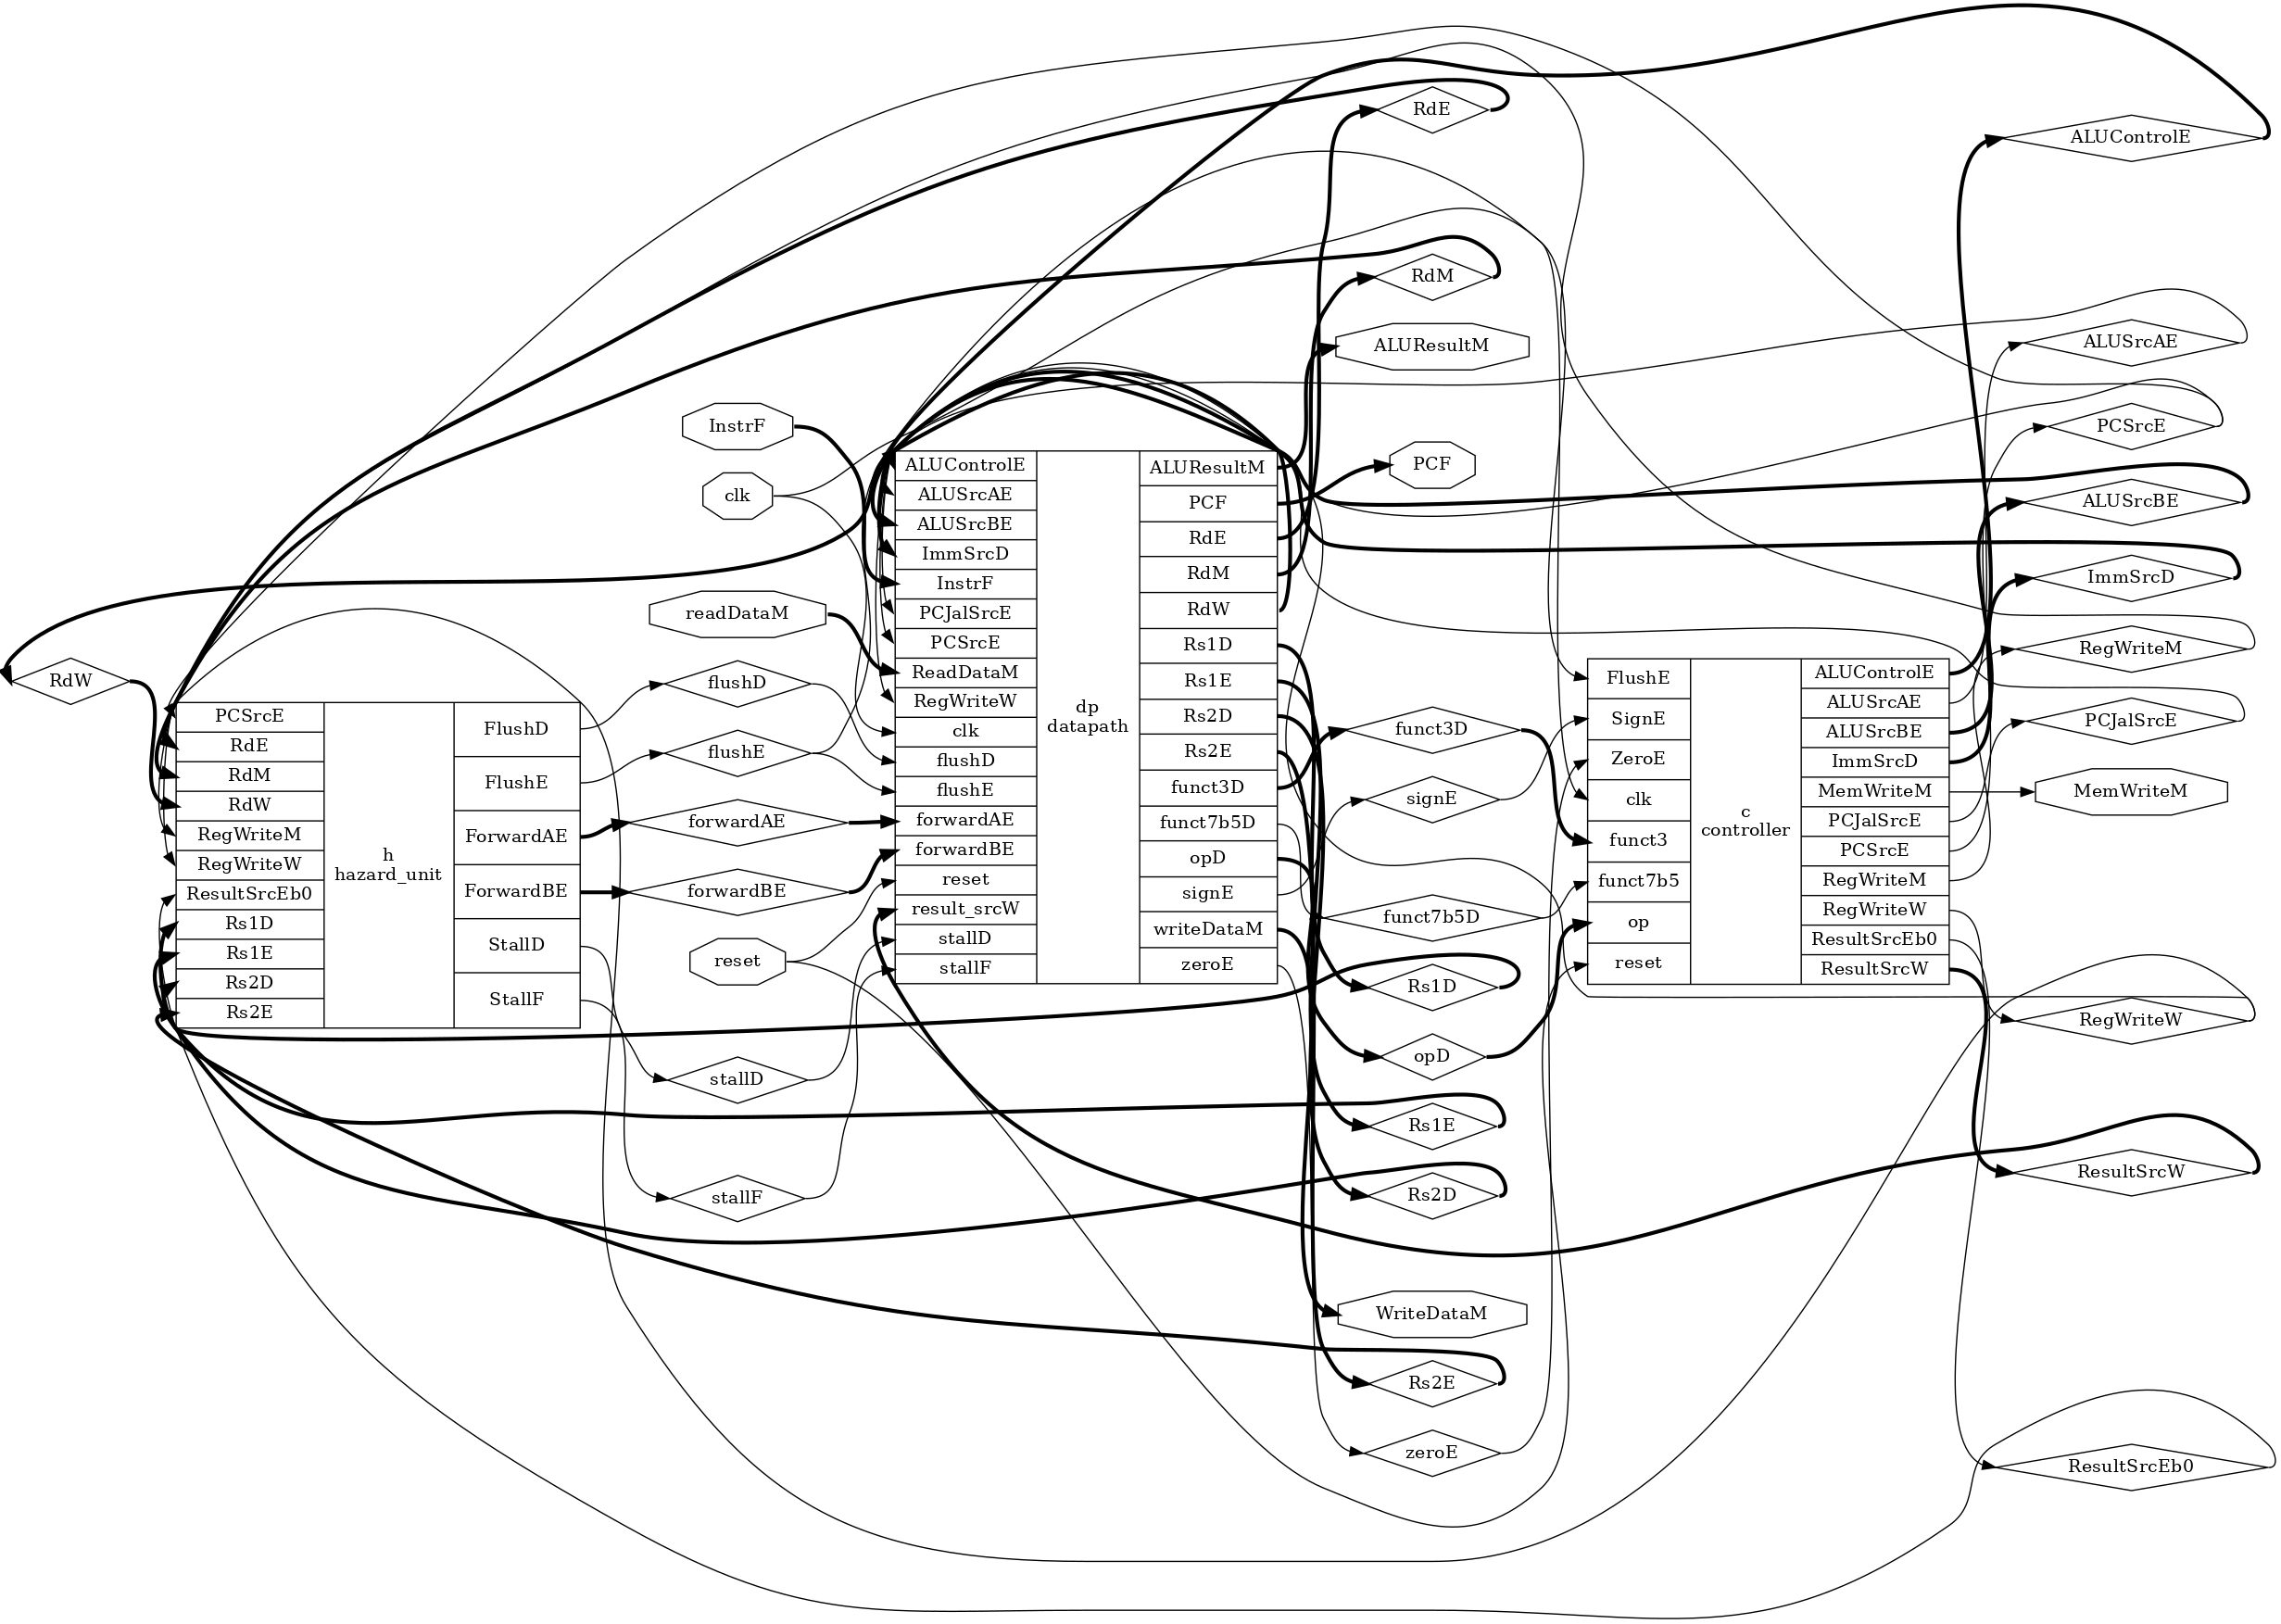 RdE
ALUControlE
RdM
ALUResultM
ALUSrcAE
PCSrcE
InstrF
clk
PCF
ALUSrcBE
ImmSrcD
readDataM
RegWriteM
RdW
PCJalSrcE
MemWriteM
flushD
flushE
forwardAE
forwardBE
reset
stallD
stallF
funct3D
signE
funct7b5D
Rs1D
opD
Rs1E
Rs2D
WriteDataM
Rs2E
zeroE
RegWriteW
ResultSrcW
ResultSrcEb0
PCSrcE
RdE
RdM
RdW
RegWriteM
RegWriteW
ResultSrcEb0
Rs1D
Rs1E
Rs2D
Rs2E
h
hazard_unit
FlushD
FlushE
ForwardAE
ForwardBE
StallD
StallF
ALUControlE
ALUSrcAE
ALUSrcBE
ImmSrcD
InstrF
PCJalSrcE
PCSrcE
ReadDataM
RegWriteW
clk
flushD
flushE
forwardAE
forwardBE
reset
result_srcW
stallD
stallF
dp
datapath
ALUResultM
PCF
RdE
RdM
RdW
Rs1D
Rs1E
Rs2D
Rs2E
funct3D
funct7b5D
opD
signE
writeDataM
zeroE
FlushE
SignE
ZeroE
clk
funct3
funct7b5
op
reset
c
controller
ALUControlE
ALUSrcAE
ALUSrcBE
ImmSrcD
MemWriteM
PCJalSrcE
PCSrcE
RegWriteM
RegWriteW
ResultSrcEb0
ResultSrcW